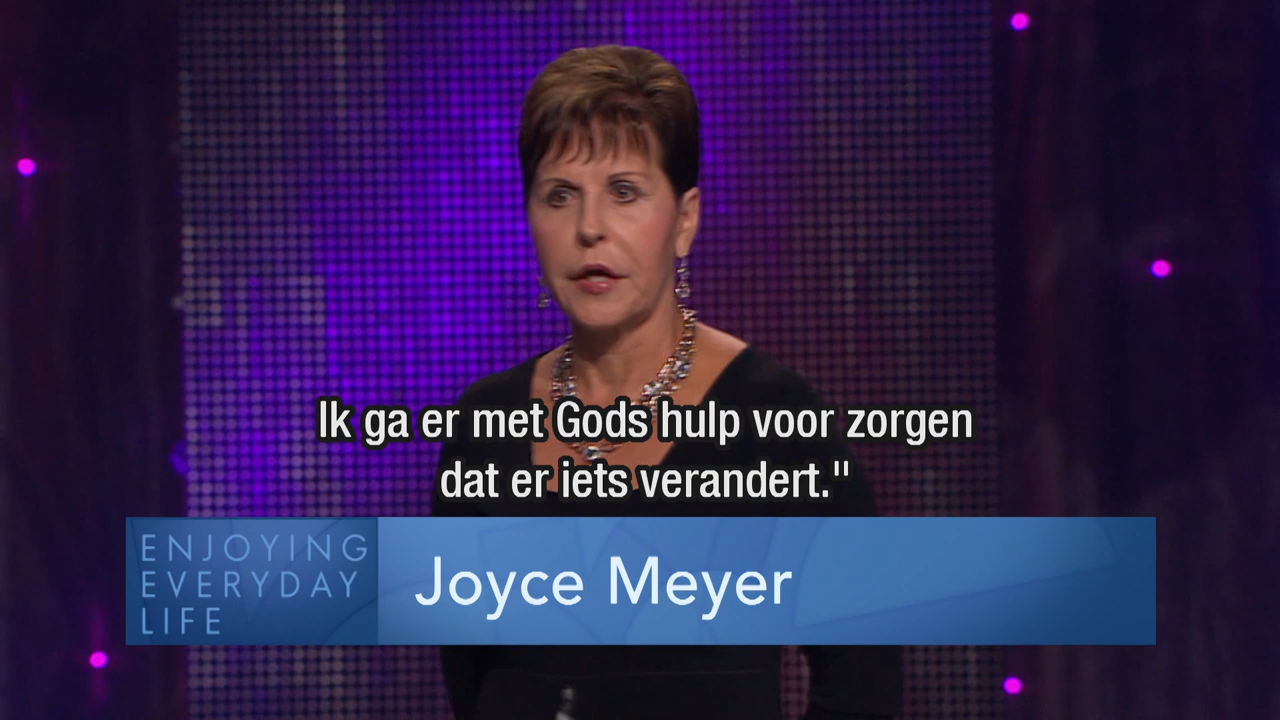 Ik ga er met Gods hulp voor zorgen
dat er iets verandert."
ENJOYING
EVERYDAY
LIFE
Joyce Meyer